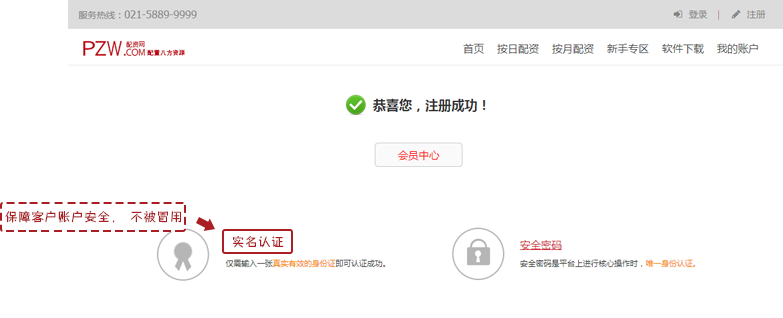 服务热线：021-5889-9999
登录 | 注册
PZW 配资网 .COM 配置八方资源
首页 按日配资 按月配资 新手专区 软件下载 我的账户
恭喜您，注册成功！
会员中心
保障客户账户安全， 不被冒用
实名认证
仅需输入一张真实有效的身份证即可认证成功。
安全密码
安全密码是平台上进行核心操作时，唯一身份认证。